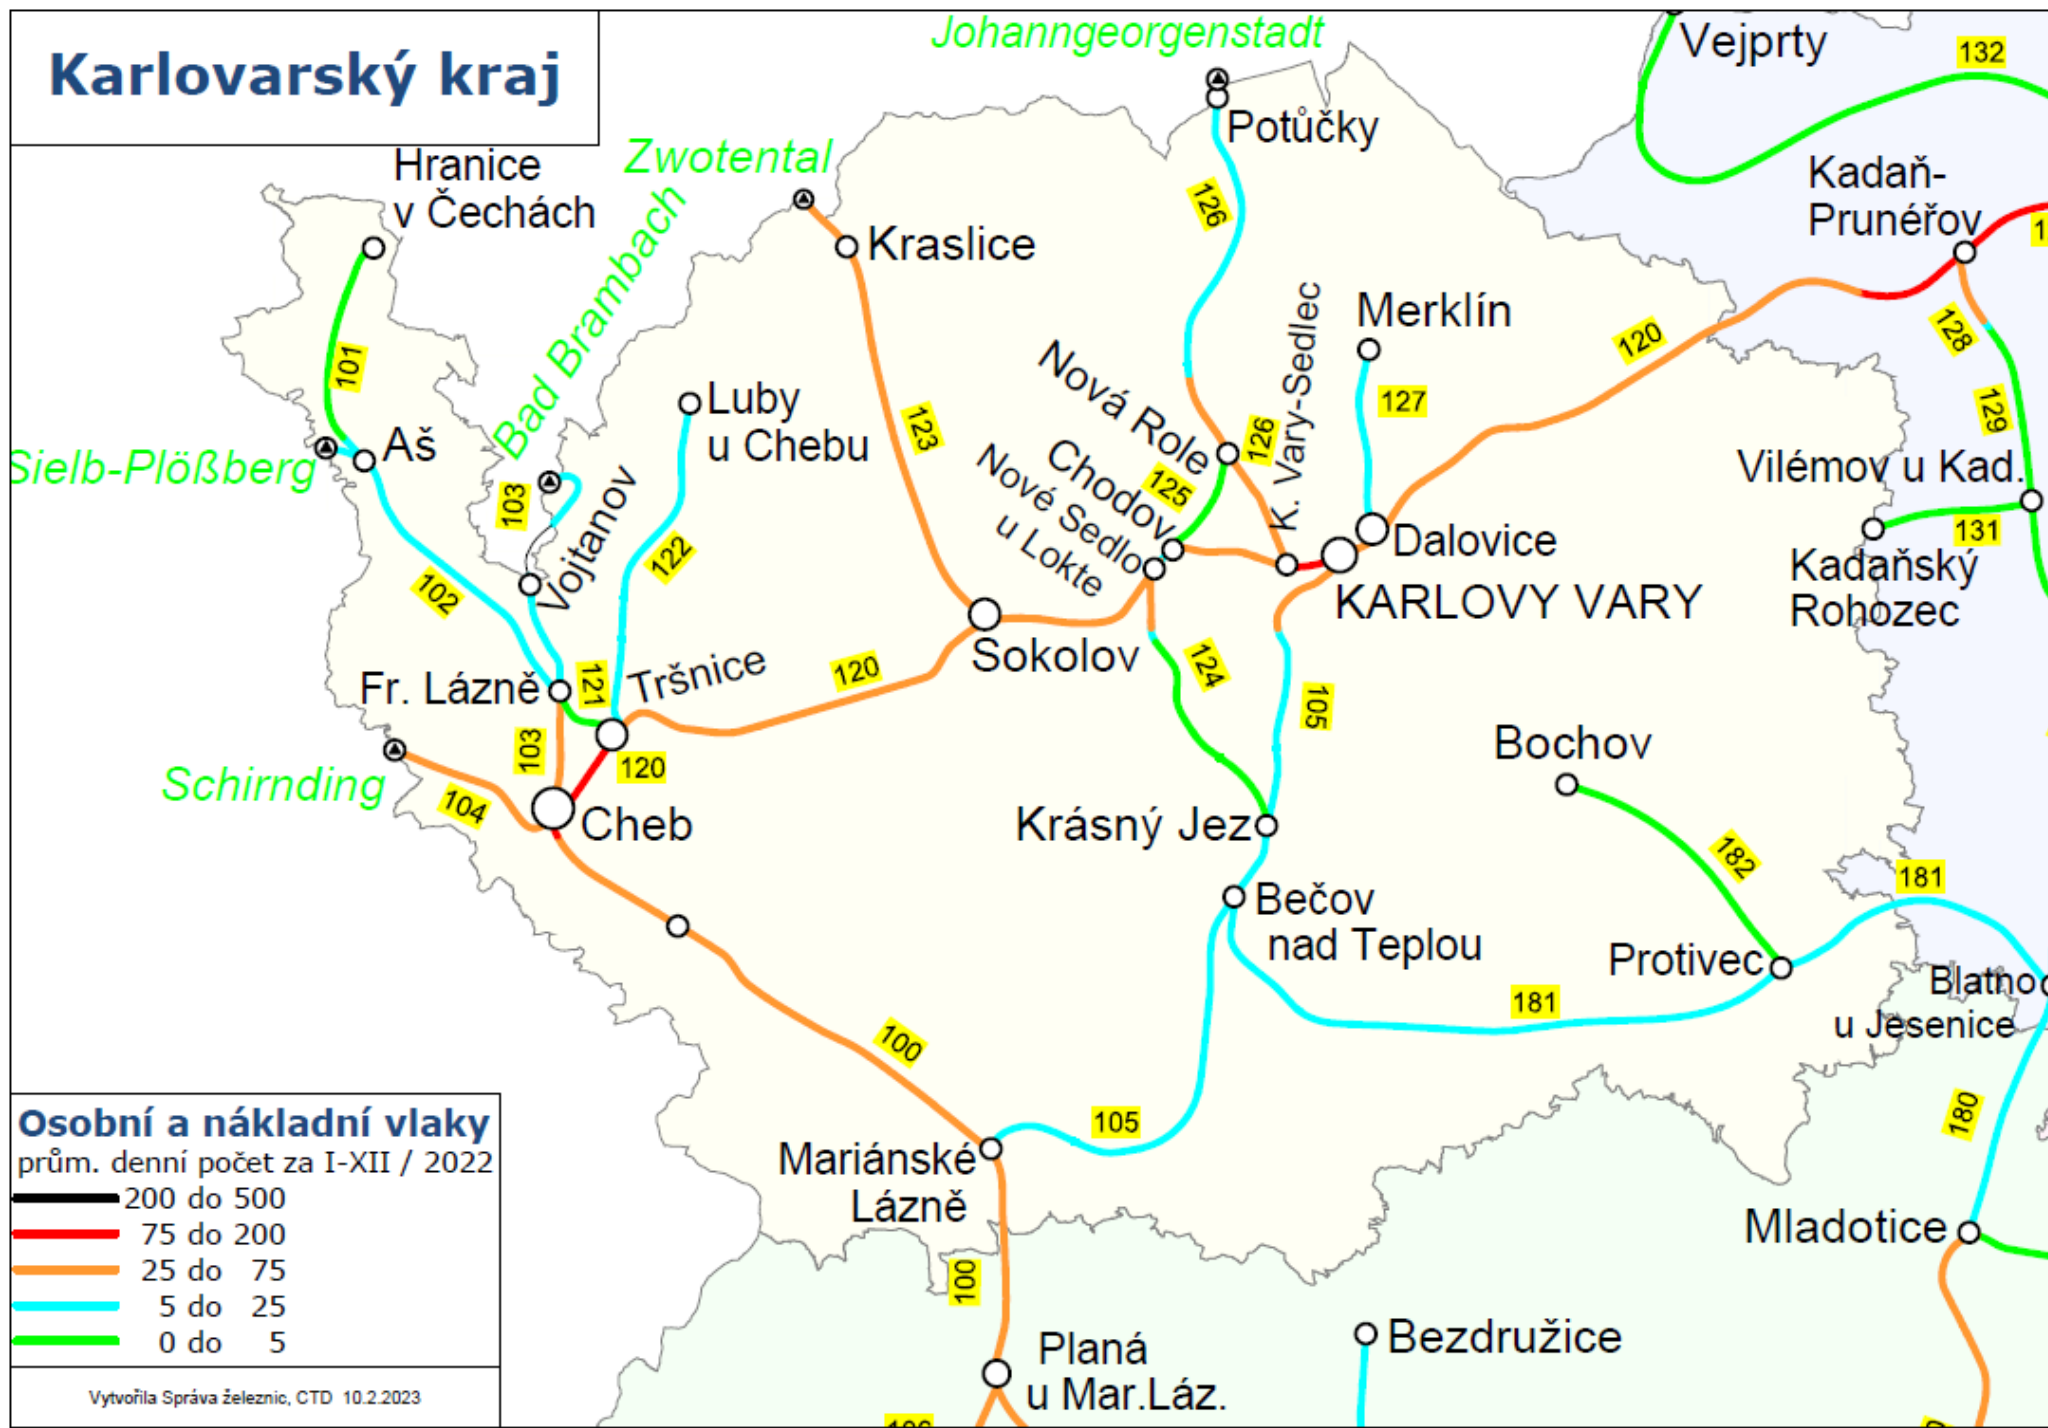 Karlovarský kraj
Johanngeorgenstadt
Vejprty
132
Potůčky
Zwotental
Hranice
v Čechách
Kadaň-
Prunéřov
126
Kraslice
Bad Brambach
K. Vary-Sedlec
Merklín
120
128
101
Nová Role
Luby
u Chebu
127
129
123
126
Aš
Sielb-Plößberg
Chodov
125
Vilémov u Kad.
103
Nové Sedlo
u Lokte
131
Vojtanov
122
Dalovice
Kadaňský
Rohozec
102
KARLOVY VARY
Sokolov
Tršnice
120
124
Fr. Lázně
121
105
103
120
Bochov
Schirnding
104
Cheb
Krásný Jez
182
181
Bečov
nad Teplou
Protivec
Blatno
u Jesenice
181
100
105
180
Mariánské
Lázně
Mladotice
100
Planá
u Mar.Láz.
Bezdružice
Osobní a nákladní vlaky
prům. denní počet za I-XII / 2022
200 do 500
75 do 200
25 do 75
5 do 25
0 do 5
Vytvořila Správa železnic, CTD 10.2.2023